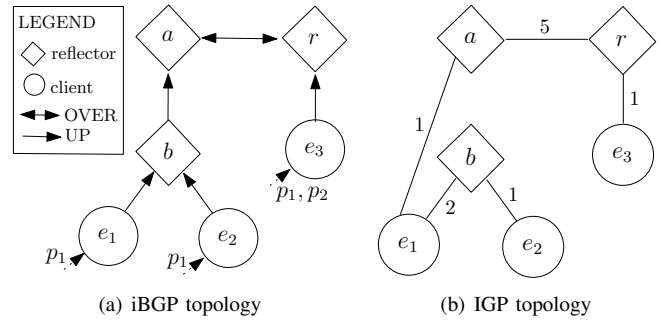 LEGEND
reflector
client
OVER
UP
a
r
b
e₃
p₁, p₂
e₁
e₂
p₁
p₁
(a) iBGP topology
a
5
r
1
1
b
e₃
2
1
e₁
e₂
(b) IGP topology